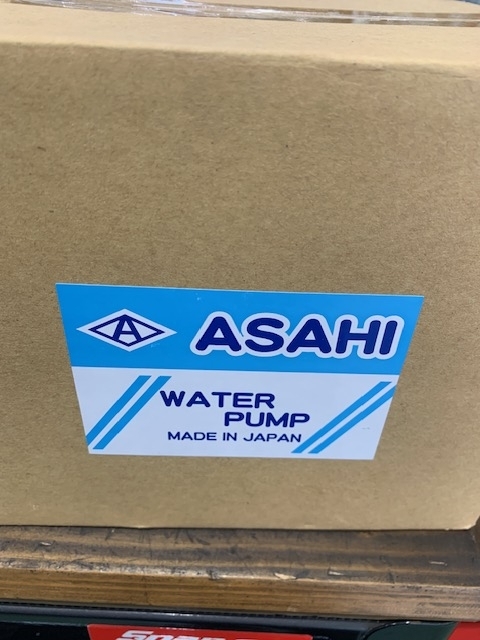 A ASAHI
WATER
PUMP
MADE IN JAPAN